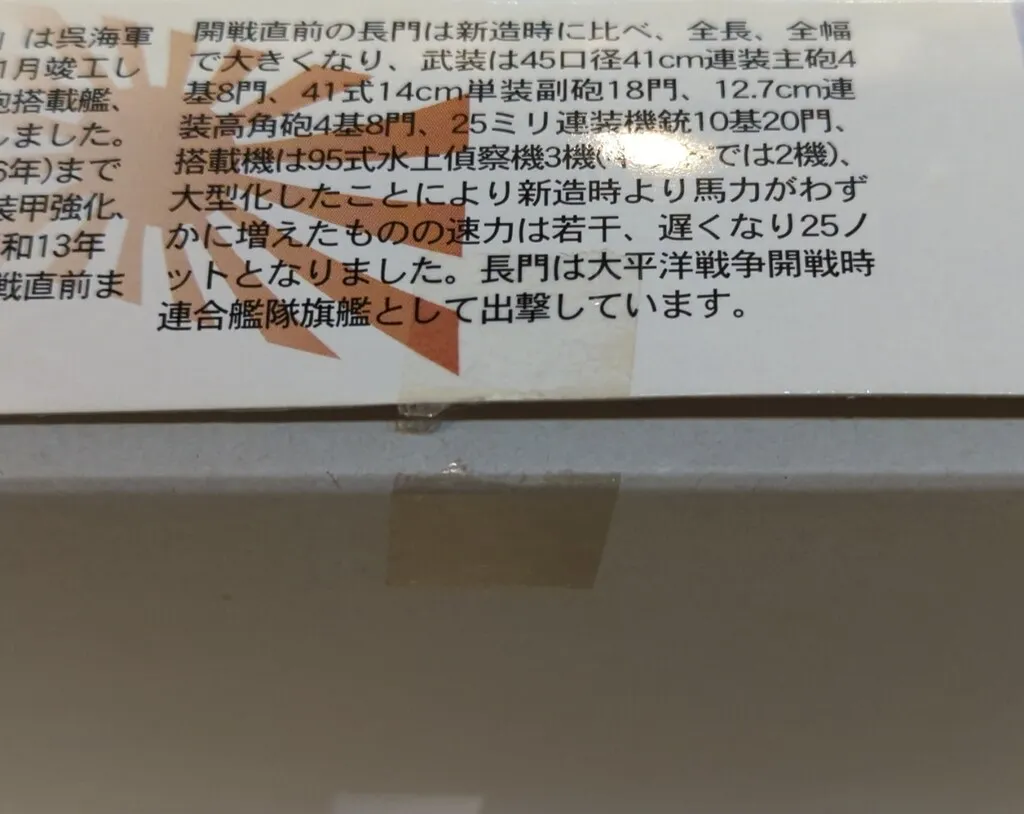 」は呉海軍
1月竣工し
砲搭載艦、
しました。
6年)まで
装甲強化、
和13年
戦直前ま
開戦直前の長門は新造時に比べ、全長、全幅
で大きくなり、武装は45口径41cm連装主砲4
基8門、41式14cm単装副砲18門、12.7cm連
装高角砲4基8門、25ミリ連装機銃10基20門、
搭載機は95式水上偵察機3機(では2機)、
大型化したことにより新造時より馬力がわず
かに増えたものの速力は若干、遅くなり25ノ
ットとなりました。長門は大平洋戦争開戦時
連合艦隊旗艦として出撃しています。